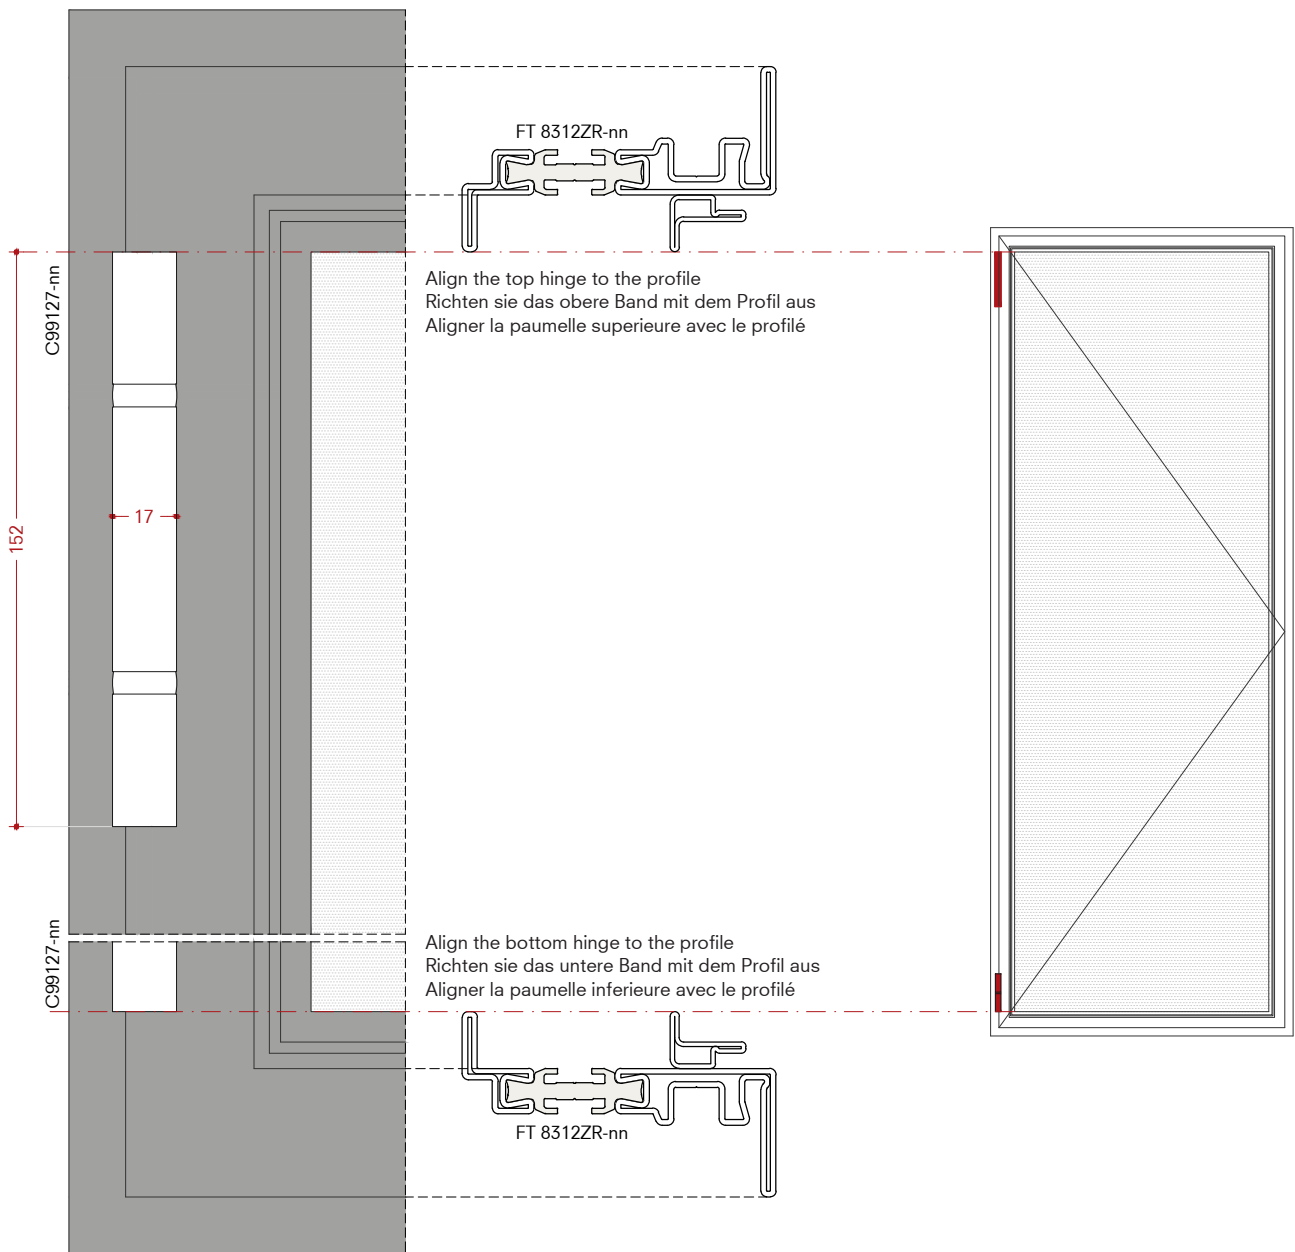 FT 8312ZR-nn
C99127-nn
Align the top hinge to the profile
Richten sie das obere Band mit dem Profil aus
Aligner la paumelle superieure avec le profilé
17
152
C99127-nn
Align the bottom hinge to the profile
Richten sie das untere Band mit dem Profil aus
Aligner la paumelle inferieure avec le profilé
FT 8312ZR-nn